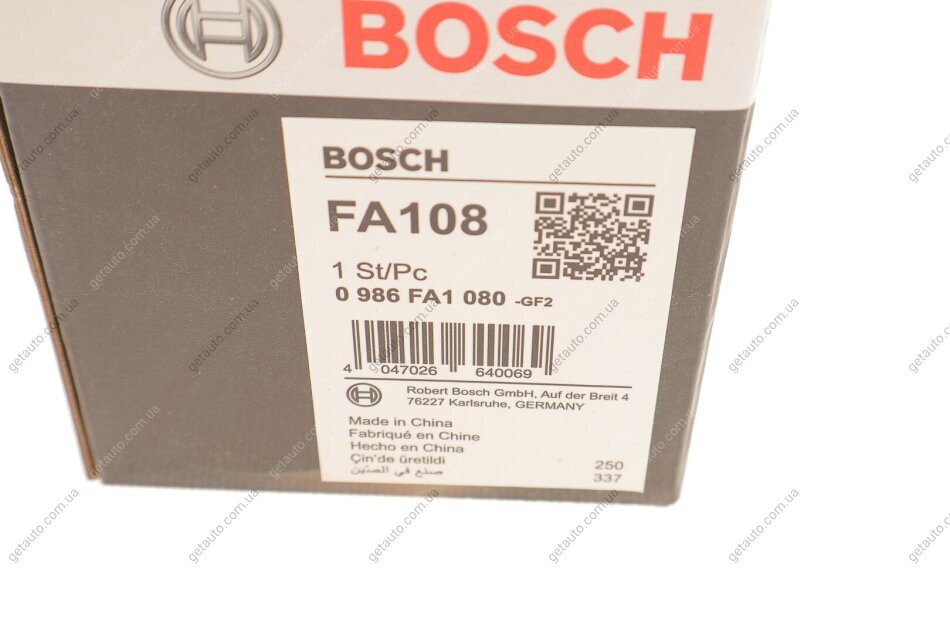 BOSCH
BOSCH
FA108
1 St/Pc
0 986 FA1 080 -GF2
4 047026 640069
Robert Bosch GmbH, Auf der Breit 4
76227 Karlsruhe, GERMANY
Made in China
Fabriqué en Chine
Hecho en China
Çin'de üretildi
صنع في الصّين
250
337
getauto.com.ua